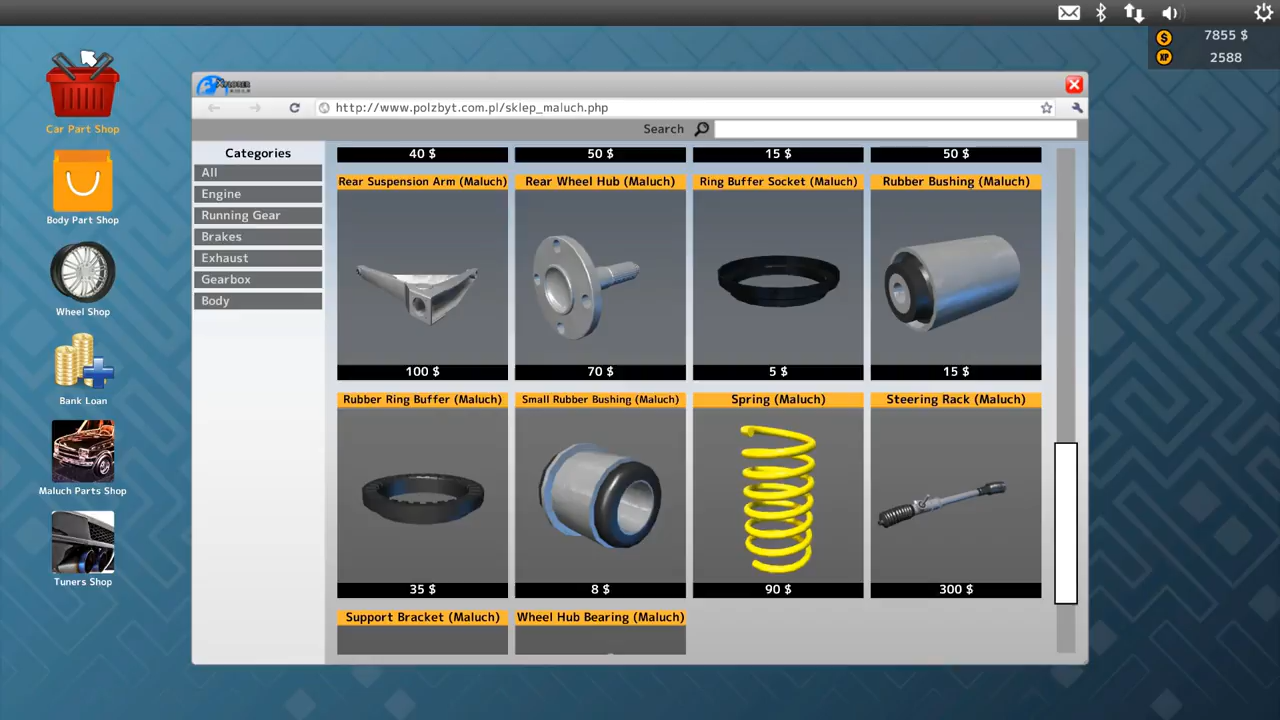 7855 $
XP 2588
Car Part Shop
Body Part Shop
Wheel Shop
Bank Loan
Maluch Parts Shop
Tuners Shop
http://www.polzbyt.com.pl/sklep_maluch.php
Search
Categories
All
Engine
Running Gear
Brakes
Exhaust
Gearbox
Body
40 $ 50 $ 15 $ 50 $
Rear Suspension Arm (Maluch) Rear Wheel Hub (Maluch) Ring Buffer Socket (Maluch) Rubber Bushing (Maluch)
100 $ 70 $ 5 $ 15 $
Rubber Ring Buffer (Maluch) Small Rubber Bushing (Maluch) Spring (Maluch) Steering Rack (Maluch)
35 $ 8 $ 90 $ 300 $
Support Bracket (Maluch) Wheel Hub Bearing (Maluch)